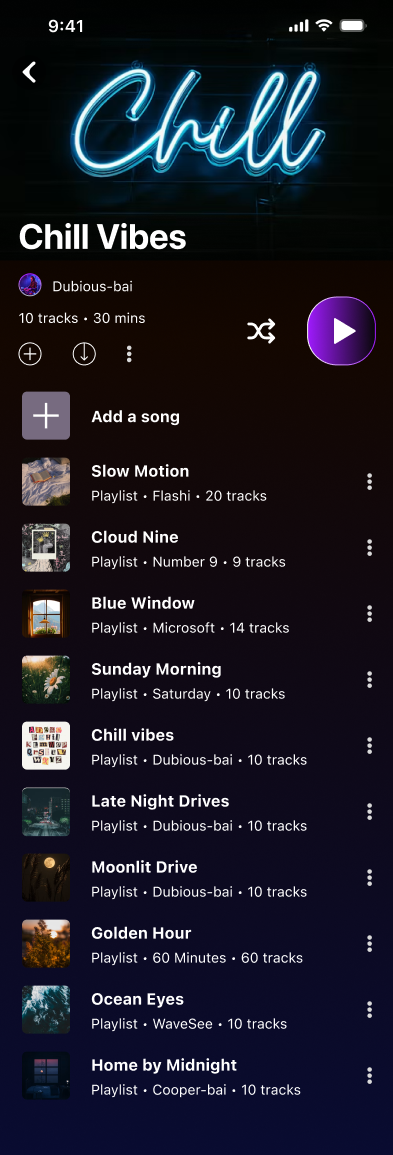 9:41
Chill
Chill Vibes
Dubious-bai
10 tracks • 30 mins
Add a song
Slow Motion
Playlist • Flashi • 20 tracks
Cloud Nine
Playlist • Number 9 • 9 tracks
Blue Window
Playlist • Microsoft • 14 tracks
Sunday Morning
Playlist • Saturday • 10 tracks
Chill vibes
Playlist • Dubious-bai • 10 tracks
Late Night Drives
Playlist • Dubious-bai • 10 tracks
Moonlit Drive
Playlist • Dubious-bai • 10 tracks
Golden Hour
Playlist • 60 Minutes • 60 tracks
Ocean Eyes
Playlist • WaveSee • 10 tracks
Home by Midnight
Playlist • Cooper-bai • 10 tracks